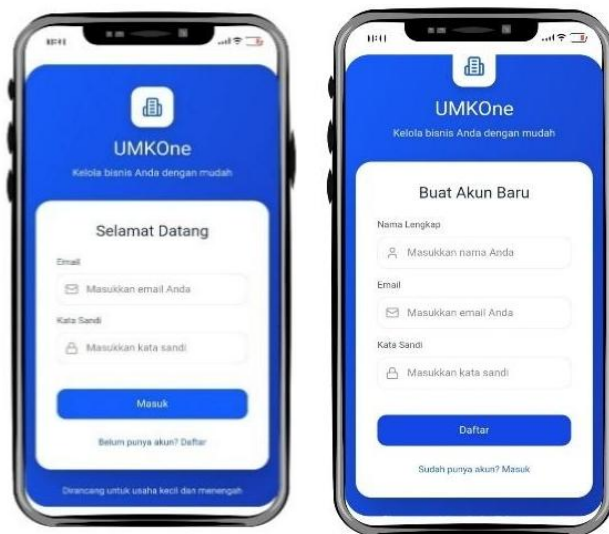 UMKOne
Kelola bisnis Anda dengan mudah
Selamat Datang
Email
Masukkan email Anda
Kata Sandi
Masukkan kata sandi
Masuk
Belum punya akun? Daftar
Dirancang untuk usaha kecil dan menengah
UMKOne
Kelola bisnis Anda dengan mudah
Buat Akun Baru
Nama Lengkap
Masukkan nama Anda
Email
Masukkan email Anda
Kata Sandi
Masukkan kata sandi
Daftar
Sudah punya akun? Masuk